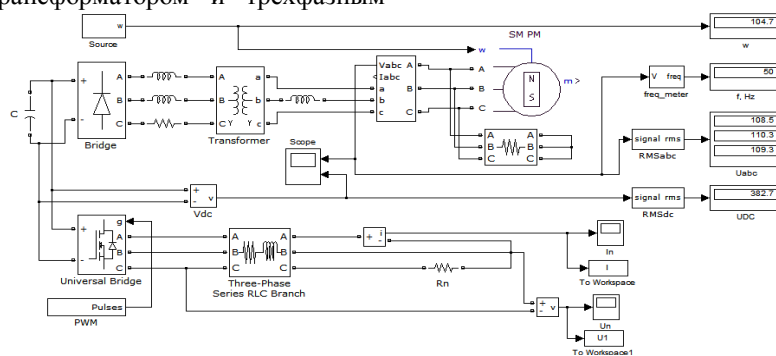 трансформатором и трехфазным
SM PM
w
Source
104.7
w
w
A
B
C
N
S
m >
Vabc
Iabc
a
b
c
A
B
C
V freq
freq_meter
50
f, Hz
C
+
-
A
B
C
Bridge
A
B
C Y
a
b
Y c
Transformer
Scope
A
B
C
A
B
C
signal rms
RMSabc
108.5
110.3
109.3
Uabc
+
-
v
Vdc
signal rms
RMSdc
382.7
UDC
g
+
-
A
B
C
Universal Bridge
A
B
C
A
B
C
Three-Phase
Series RLC Branch
+
-
i
In
I
To Workspace
Rn
Pulses
PWM
+
-
v
Un
U1
To Workspace1